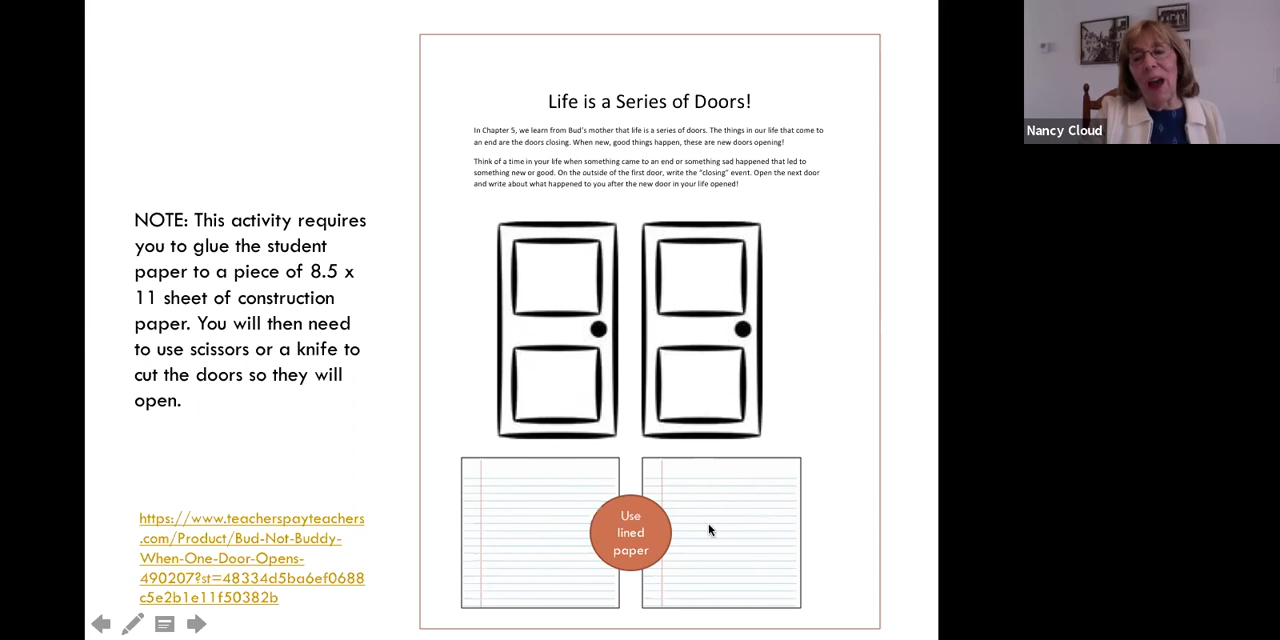 Life is a Series of Doors!
In Chapter 5, we learn from Bud's mother that life is a series of doors. The things in our life that come to
an end are the doors closing. When new, good things happen, these are new doors opening!
Think of a time in your life when something came to an end or something sad happened that led to
something new or good. On the outside of the first door, write the "closing" event. Open the next door
and write about what happened to you after the new door in your life opened!
NOTE: This activity requires
you to glue the student
paper to a piece of 8.5 x
11 sheet of construction
paper. You will then need
to use scissors or a knife to
cut the doors so they will
open.
https://www.teacherspayteachers
.com/Product/Bud-Not-Buddy-
When-One-Door-Opens-
490207?st=48334d5ba6ef0688
c5e2b1e11f50382b
Use
lined
paper
Nancy Cloud